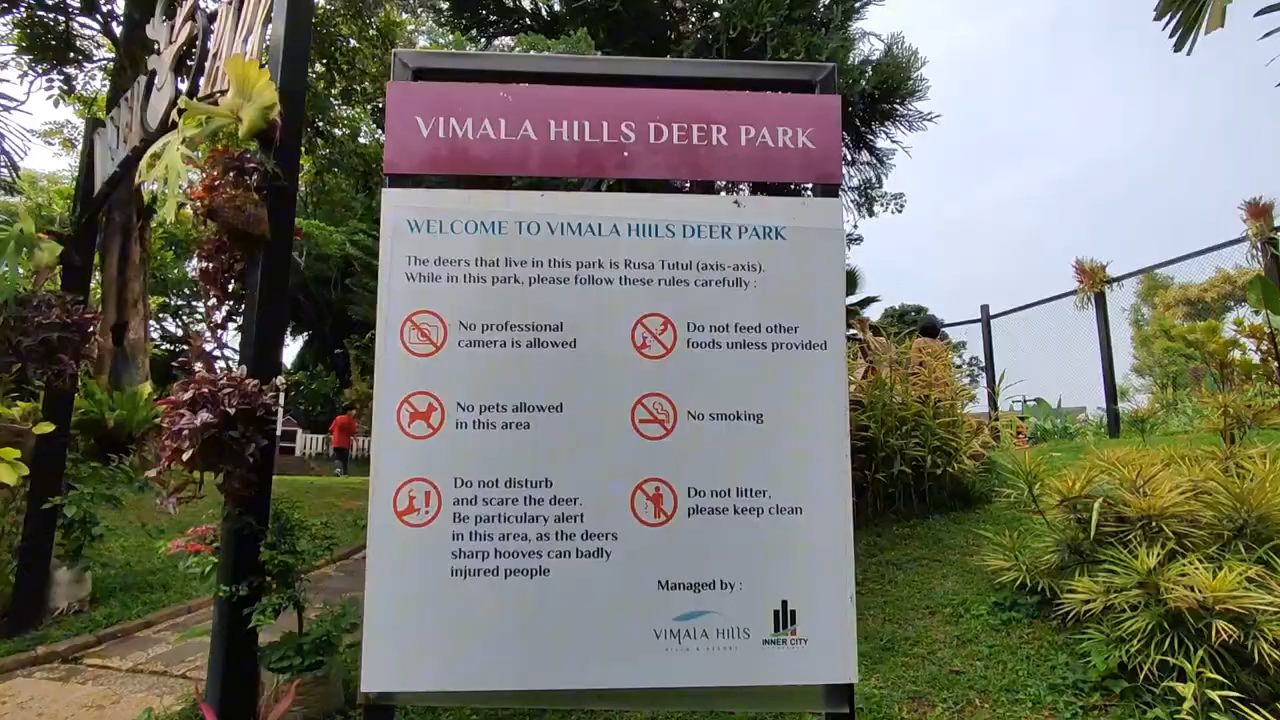 VIMALA HILLS DEER PARK
WELCOME TO VIMALA HIILS DEER PARK
The deers that live in this park is Rusa Tutul (axis-axis).
While in this park, please follow these rules carefully :
No professional
camera is allowed
Do not feed other
foods unless provided
No pets allowed
in this area
No smoking
Do not disturb
and scare the deer.
Be particulary alert
in this area, as the deers
sharp hooves can badly
injured people
Do not litter,
please keep clean
Managed by :
VIMALA HILLS
VILLA & RESORT
INNER CITY